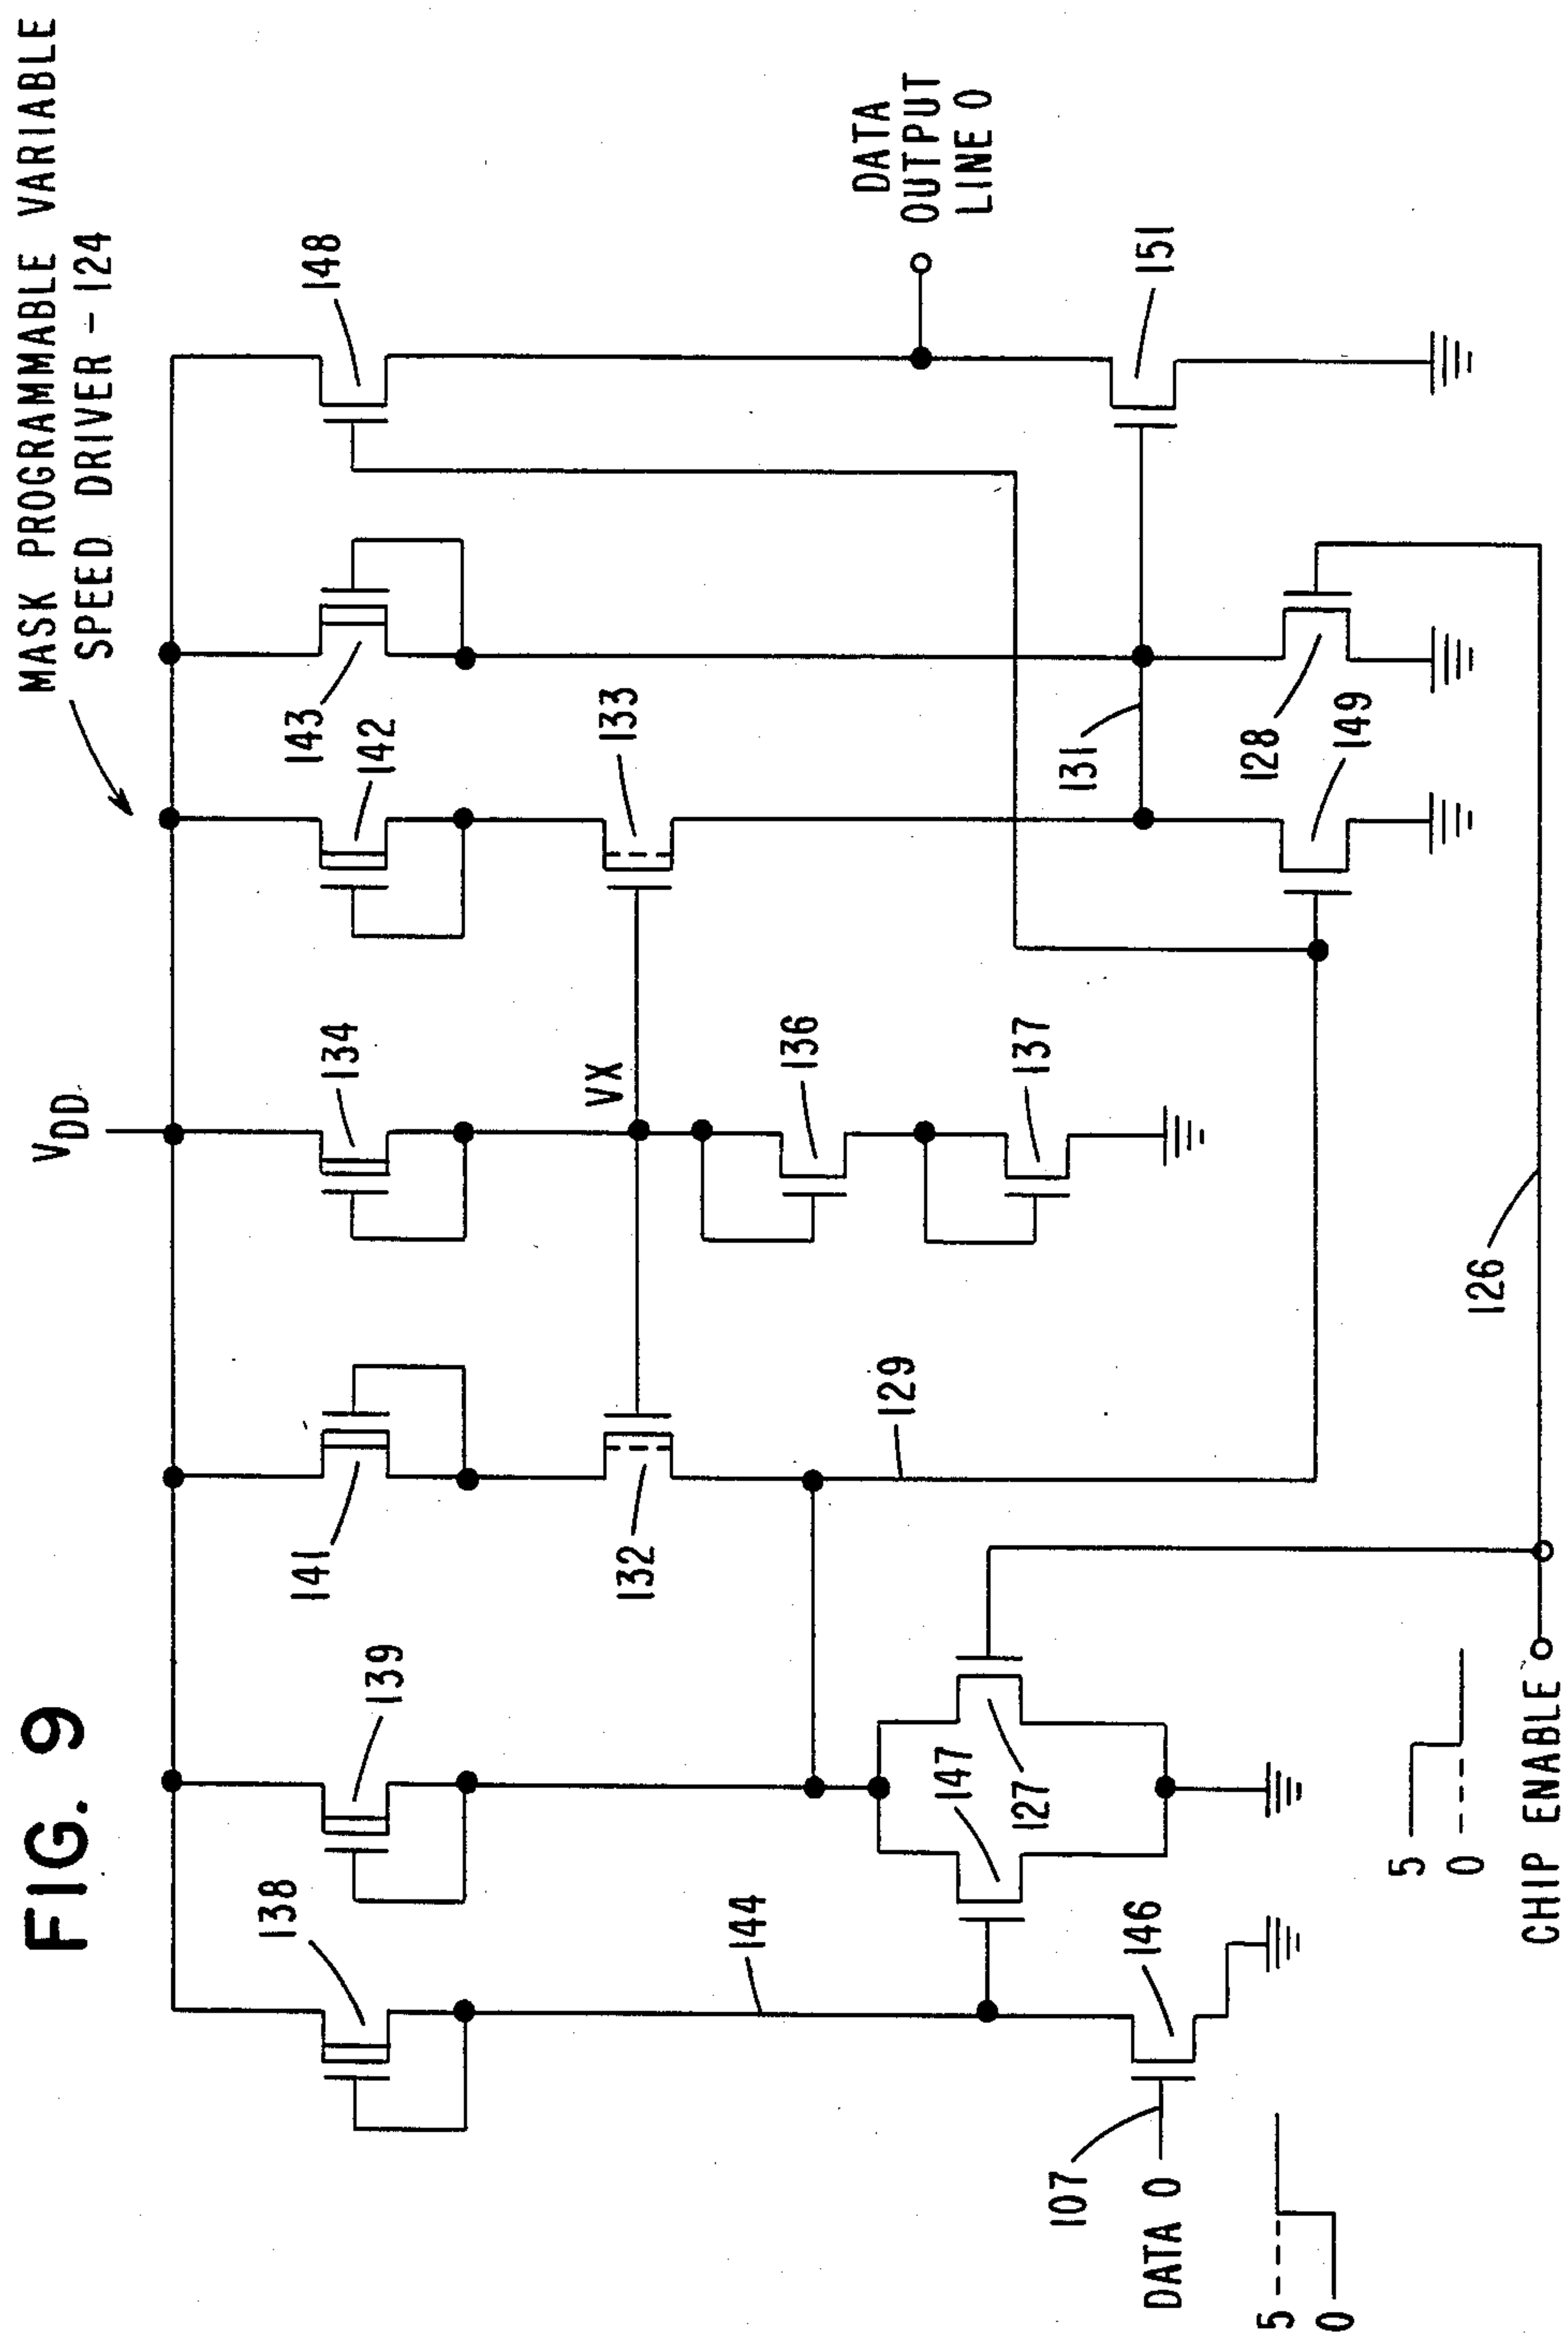 FIG. 9
MASK PROGRAMMABLE VARIABLE
SPEED DRIVER - 124
VDD
138
139
141
134
142
143
148
132
VX
133
136
137
144
129
131
DATA
OUTPUT
LINE 0
147
127
146
107
DATA 0
5
0
128
149
151
126
5
0
CHIP ENABLE